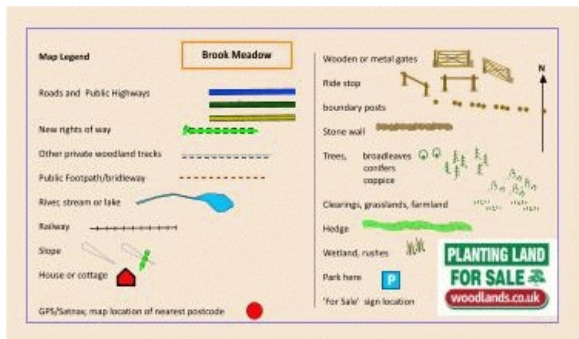 Map Legend
Brook Meadow
Roads and Public Highways
New rights of way
Other private woodland tracks
Public Footpath/bridleway
River, stream or lake
Railway
Slope
House or cottage
GPS/Satnav, map location of nearest postcode
Wooden or metal gates
Ride stop
boundary posts
Stone wall
Trees, broadleaves
conifers
coppice
Clearings, grasslands, farmland
Hedge
Wetland, rushes
Park here
P
'For Sale' sign location
N
PLANTING LAND
FOR SALE
woodlands.co.uk